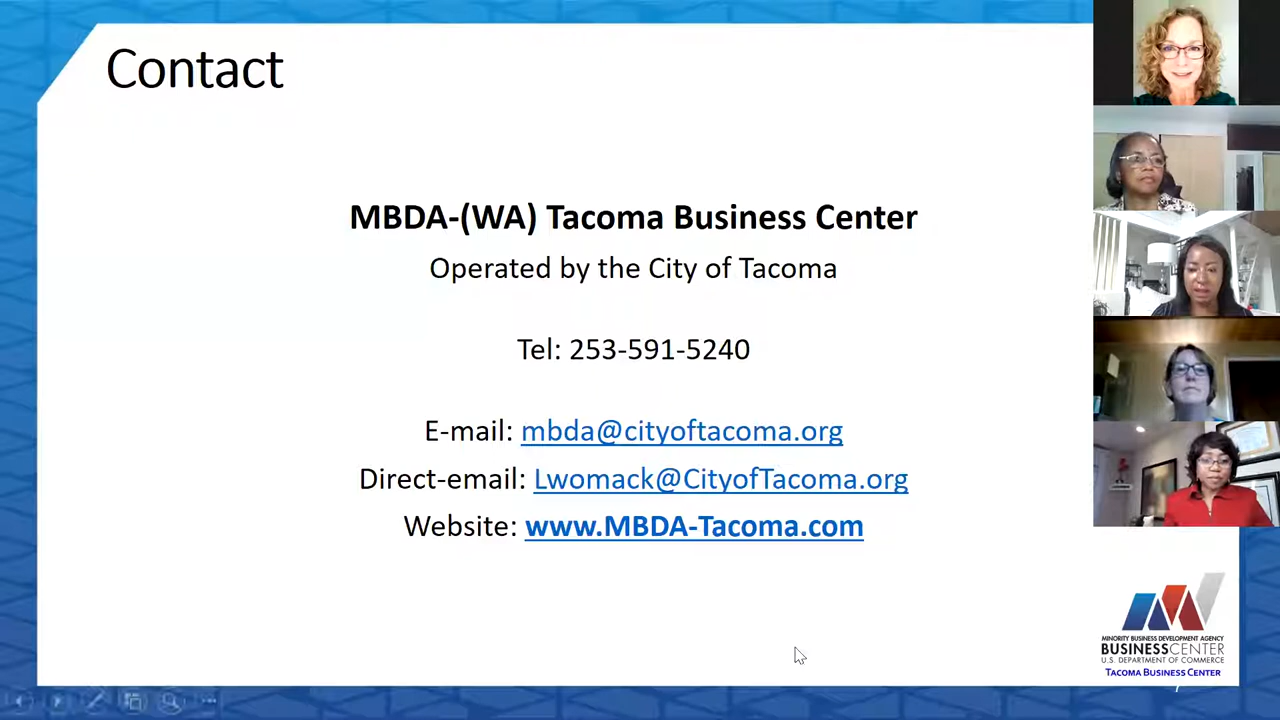 Contact
MBDA-(WA) Tacoma Business Center
Operated by the City of Tacoma
Tel: 253-591-5240
E-mail: mbda@cityoftacoma.org
Direct-email: Lwomack@CityofTacoma.org
Website: www.MBDA-Tacoma.com
MINORITY BUSINESS DEVELOPMENT AGENCY
BUSINESSCENTER
U.S. DEPARTMENT OF COMMERCE
TACOMA BUSINESS CENTER